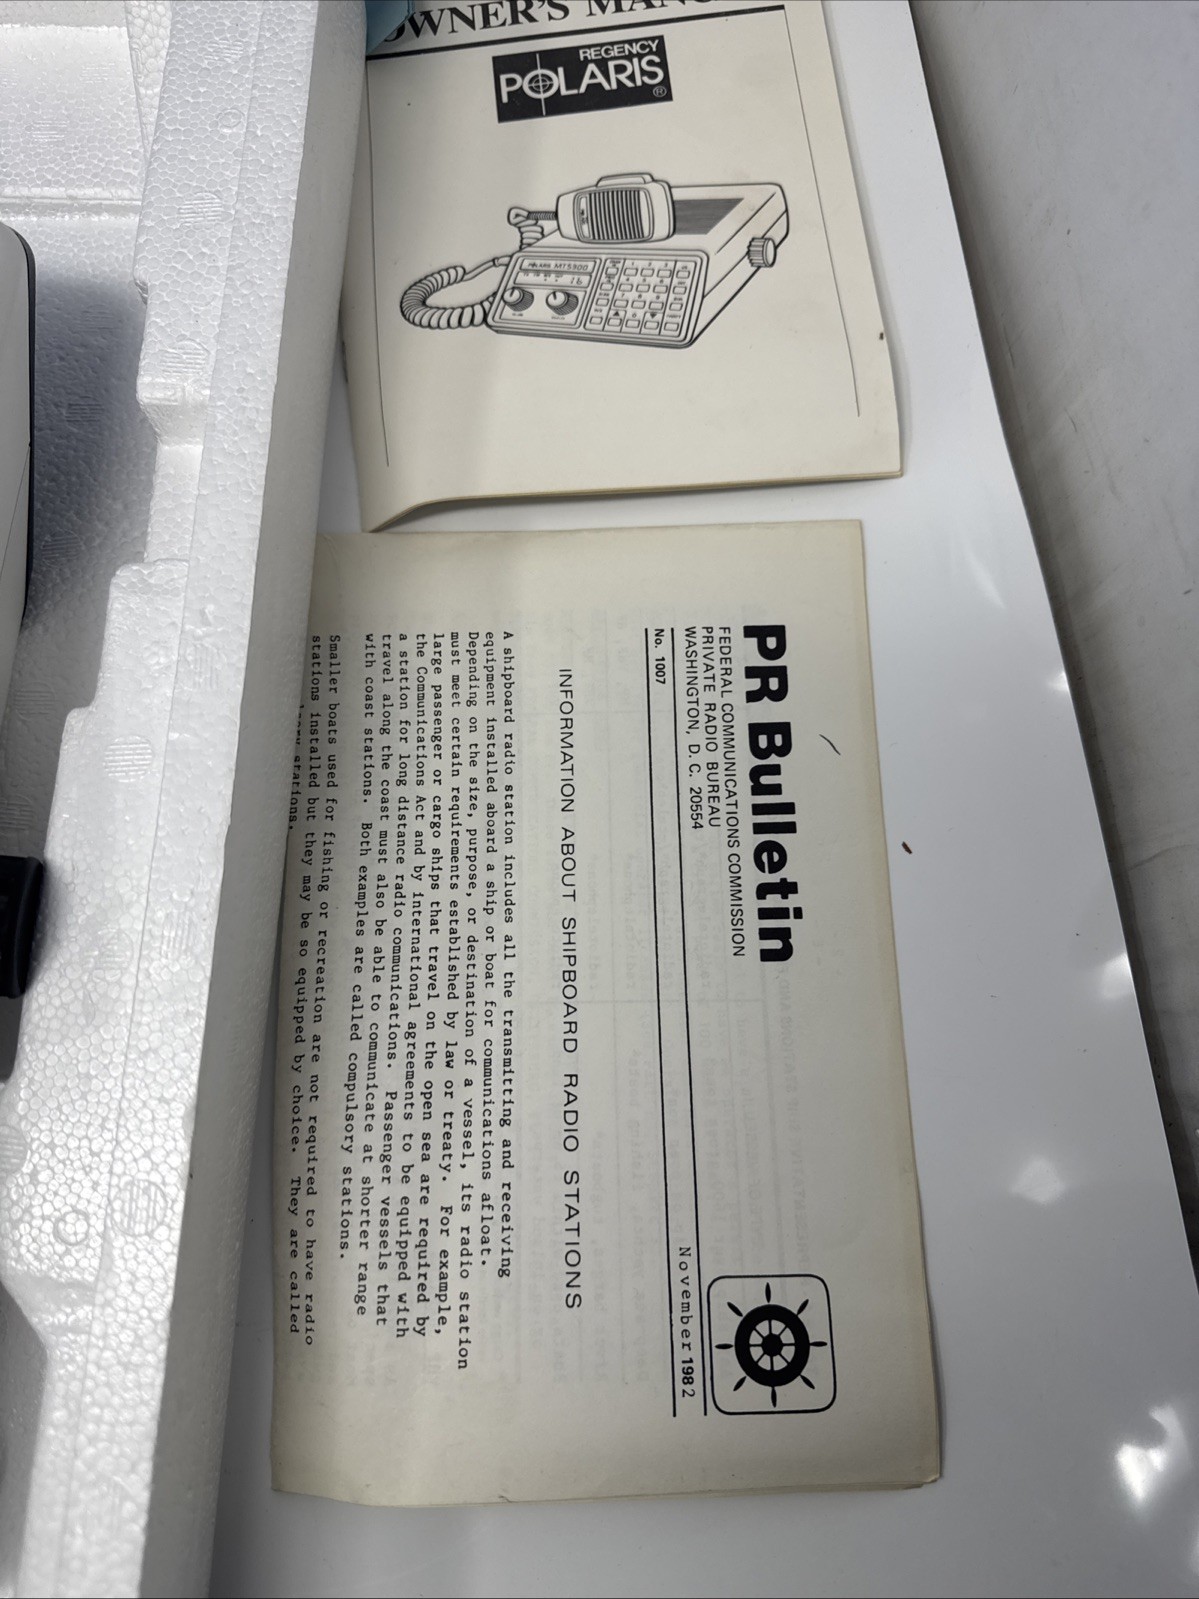 OWNER'S
REGENCY
POLARIS
®
POLARIS MT5500
16
PR Bulletin
FEDERAL COMMUNICATIONS COMMISSION
PRIVATE RADIO BUREAU
WASHINGTON, D.C. 20554
November 1982
No. 1007
INFORMATION ABOUT SHIPBOARD RADIO STATIONS
A shipboard radio station includes all the transmitting and receiving
equipment installed aboard a ship or boat for communications afloat.
Depending on the size, purpose, or destination of a vessel, its radio station
must meet certain requirements established by law or treaty. For example,
large passenger or cargo ships that travel on the open sea are required by
the Communications Act and by international agreements to be equipped with
a station for long distance radio communications. Passenger vessels that
travel along the coast must also be able to communicate at shorter range
with coast stations. Both examples are called compulsory stations.
Smaller boats used for fishing or recreation are not required to have radio
stations installed but they may be so equipped by choice. They are called
stations.